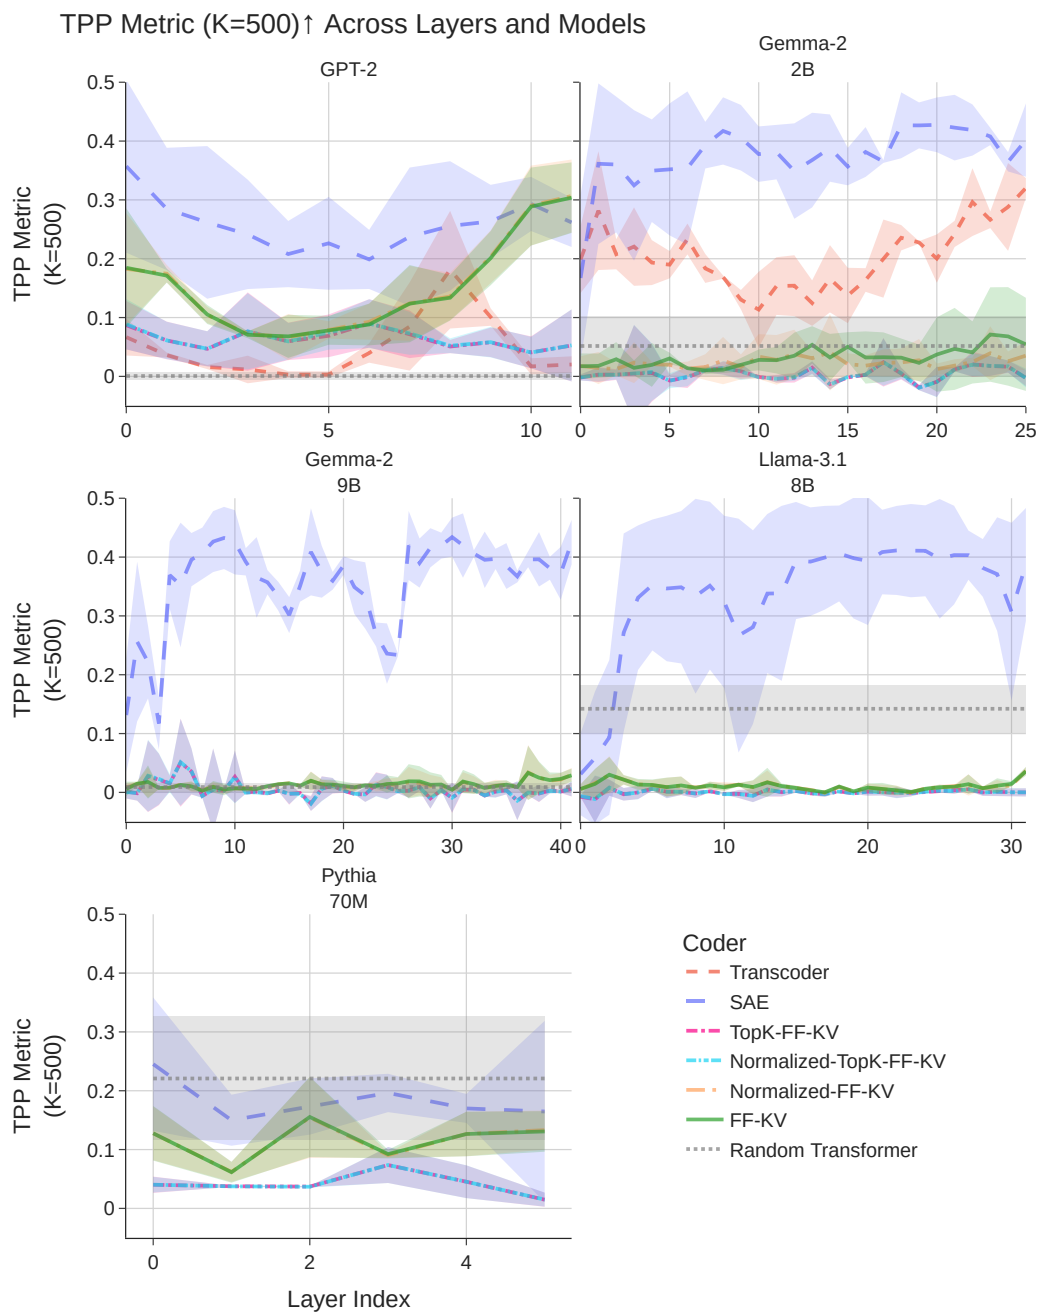 TPP Metric (K=500)↑ Across Layers and Models
GPT-2
Gemma-2
2B
TPP Metric
(K=500)
0.5
0.4
0.3
0.2
0.1
0
0
5
10
0
5
10
15
20
25
Gemma-2
9B
Llama-3.1
8B
TPP Metric
(K=500)
0.5
0.4
0.3
0.2
0.1
0
0
10
20
30
40
0
10
20
30
Pythia
70M
TPP Metric
(K=500)
0.5
0.4
0.3
0.2
0.1
0
0
2
4
Layer Index
Coder
Transcoder
SAE
TopK-FF-KV
Normalized-TopK-FF-KV
Normalized-FF-KV
FF-KV
Random Transformer